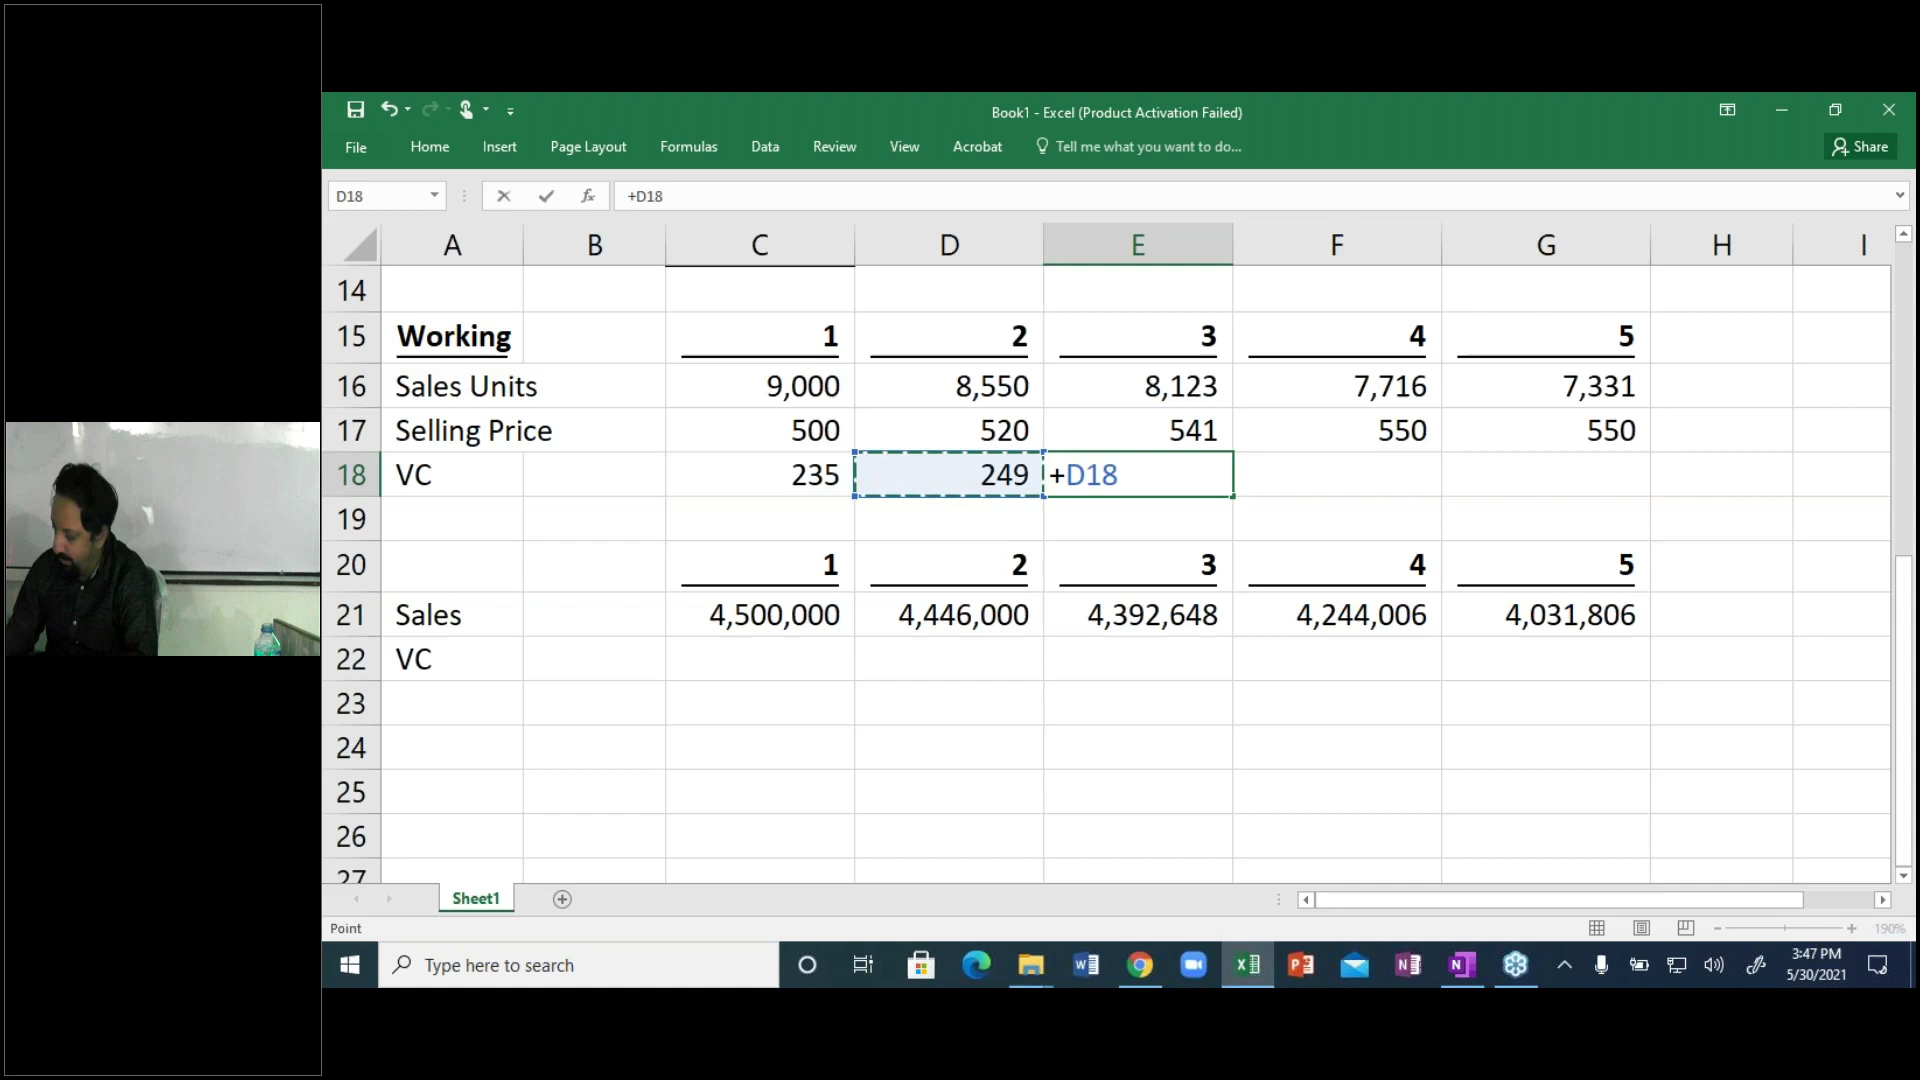 Book1 - Excel (Product Activation Failed)
File Home Insert Page Layout Formulas Data Review View Acrobat Tell me what you want to do... Share
D18 fx +D18
A B C D E F G H I
14
15 Working 1 2 3 4 5
16 Sales Units 9,000 8,550 8,123 7,716 7,331
17 Selling Price 500 520 541 550 550
18 VC 235 249 +D18
19
20 1 2 3 4 5
21 Sales 4,500,000 4,446,000 4,392,648 4,244,006 4,031,806
22 VC
23
24
25
26
27
Sheet1
Point 190%
Type here to search 3:47 PM
5/30/2021